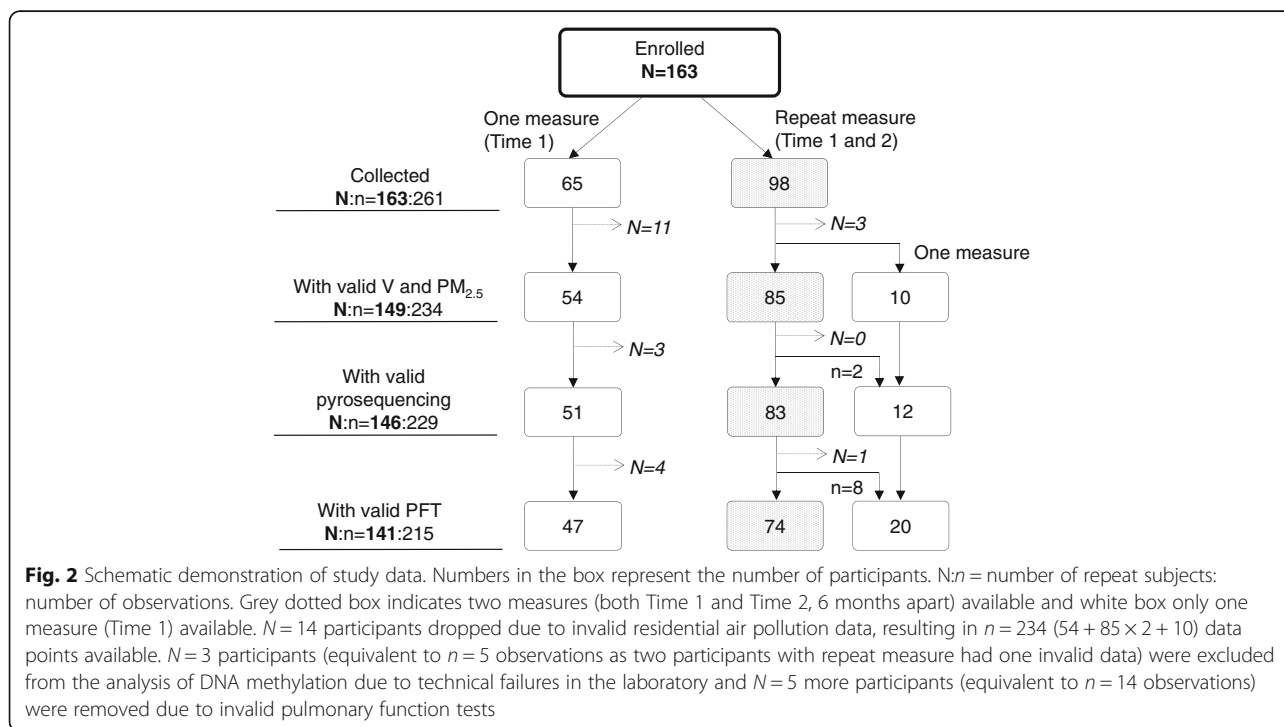 Enrolled
N=163
One measure
(Time 1)
Repeat measure
(Time 1 and 2)
Collected
N:n=163:261
65
98
N=11
N=3
One measure
With valid V and PM2.5
N:n=149:234
54
85
10
N=3
N=0
n=2
With valid
pyrosequencing
N:n=146:229
51
83
12
N=4
N=1
n=8
With valid PFT
N:n=141:215
47
74
20
Fig. 2 Schematic demonstration of study data. Numbers in the box represent the number of participants. N:n = number of repeat subjects:
number of observations. Grey dotted box indicates two measures (both Time 1 and Time 2, 6 months apart) available and white box only one
measure (Time 1) available. N = 14 participants dropped due to invalid residential air pollution data, resulting in n = 234 (54 + 85 × 2 + 10) data
points available. N = 3 participants (equivalent to n = 5 observations as two participants with repeat measure had one invalid data) were excluded
from the analysis of DNA methylation due to technical failures in the laboratory and N = 5 more participants (equivalent to n = 14 observations)
were removed due to invalid pulmonary function tests